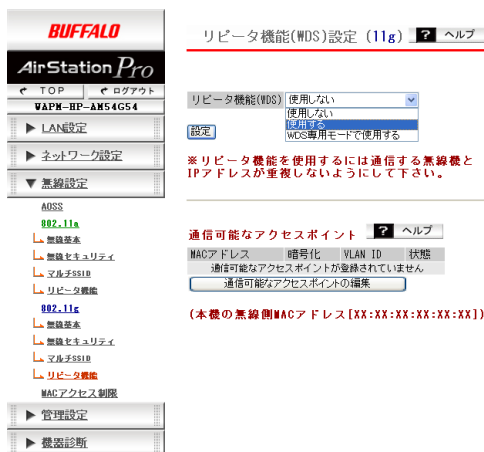 BUFFALO
AirStation Pro
TOP ログアウト
WAPM-HP-AM54G54
▶ LAN設定
▶ ネットワーク設定
▼ 無線設定
AOSS
802.11a
無線基本
無線セキュリティ
マルチSSID
リピータ機能
802.11g
無線基本
無線セキュリティ
マルチSSID
リピータ機能
MACアクセス制限
▶ 管理設定
▶ 機器診断
リピータ機能(WDS)設定 (11g) ? ヘルプ
リピータ機能(WDS) 使用しない
使用しない
使用する
WDS専用モードで使用する
設定
※リピータ機能を使用するには通信する無線機と
IPアドレスが重複しないようにして下さい。
通信可能なアクセスポイント ? ヘルプ
MACアドレス 暗号化 VLAN ID 状態
通信可能なアクセスポイントが登録されていません
通信可能なアクセスポイントの編集
(本機の無線側MACアドレス[XX:XX:XX:XX:XX:XX])